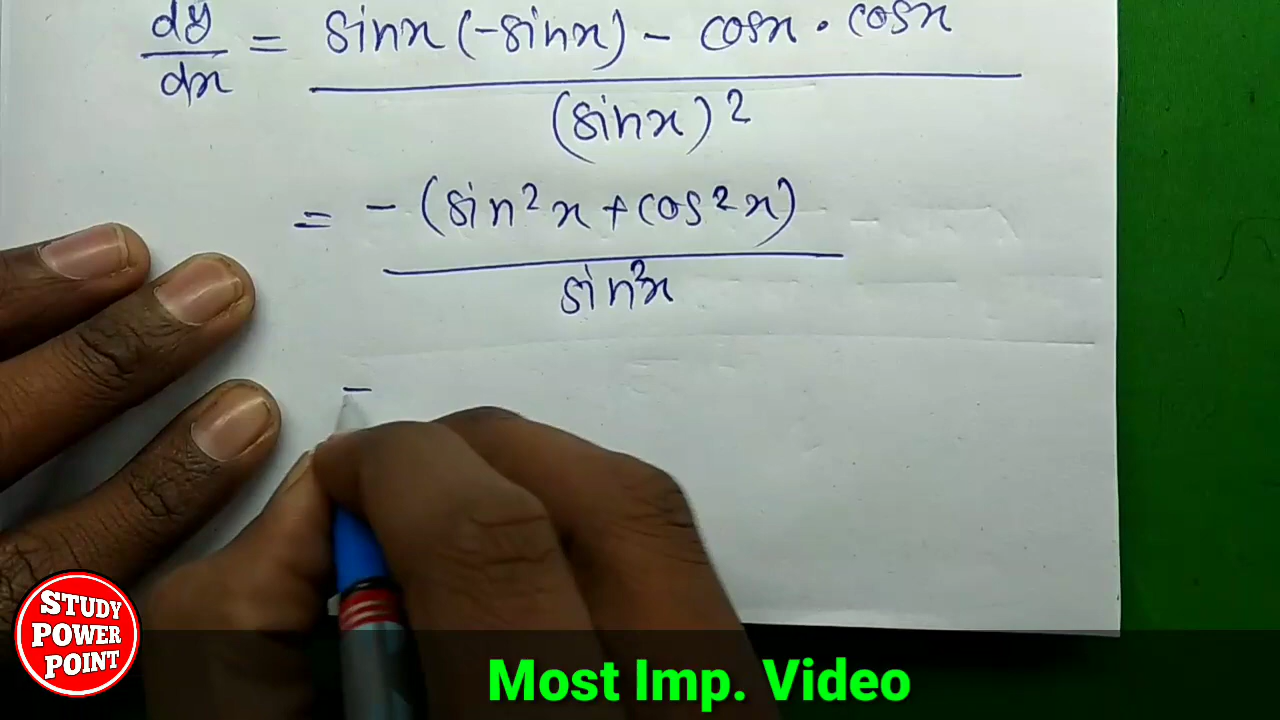 dy/dx = sinx(-sinx) - cosx . cosx / (sinx)²
= -(sin²x + cos²x) / sin²x
STUDY
POWER
POINT
Most Imp. Video